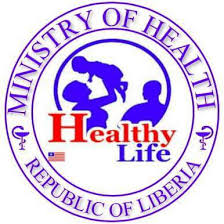 MINISTRY OF HEALTH
Healthy
Life
REPUBLIC OF LIBERIA